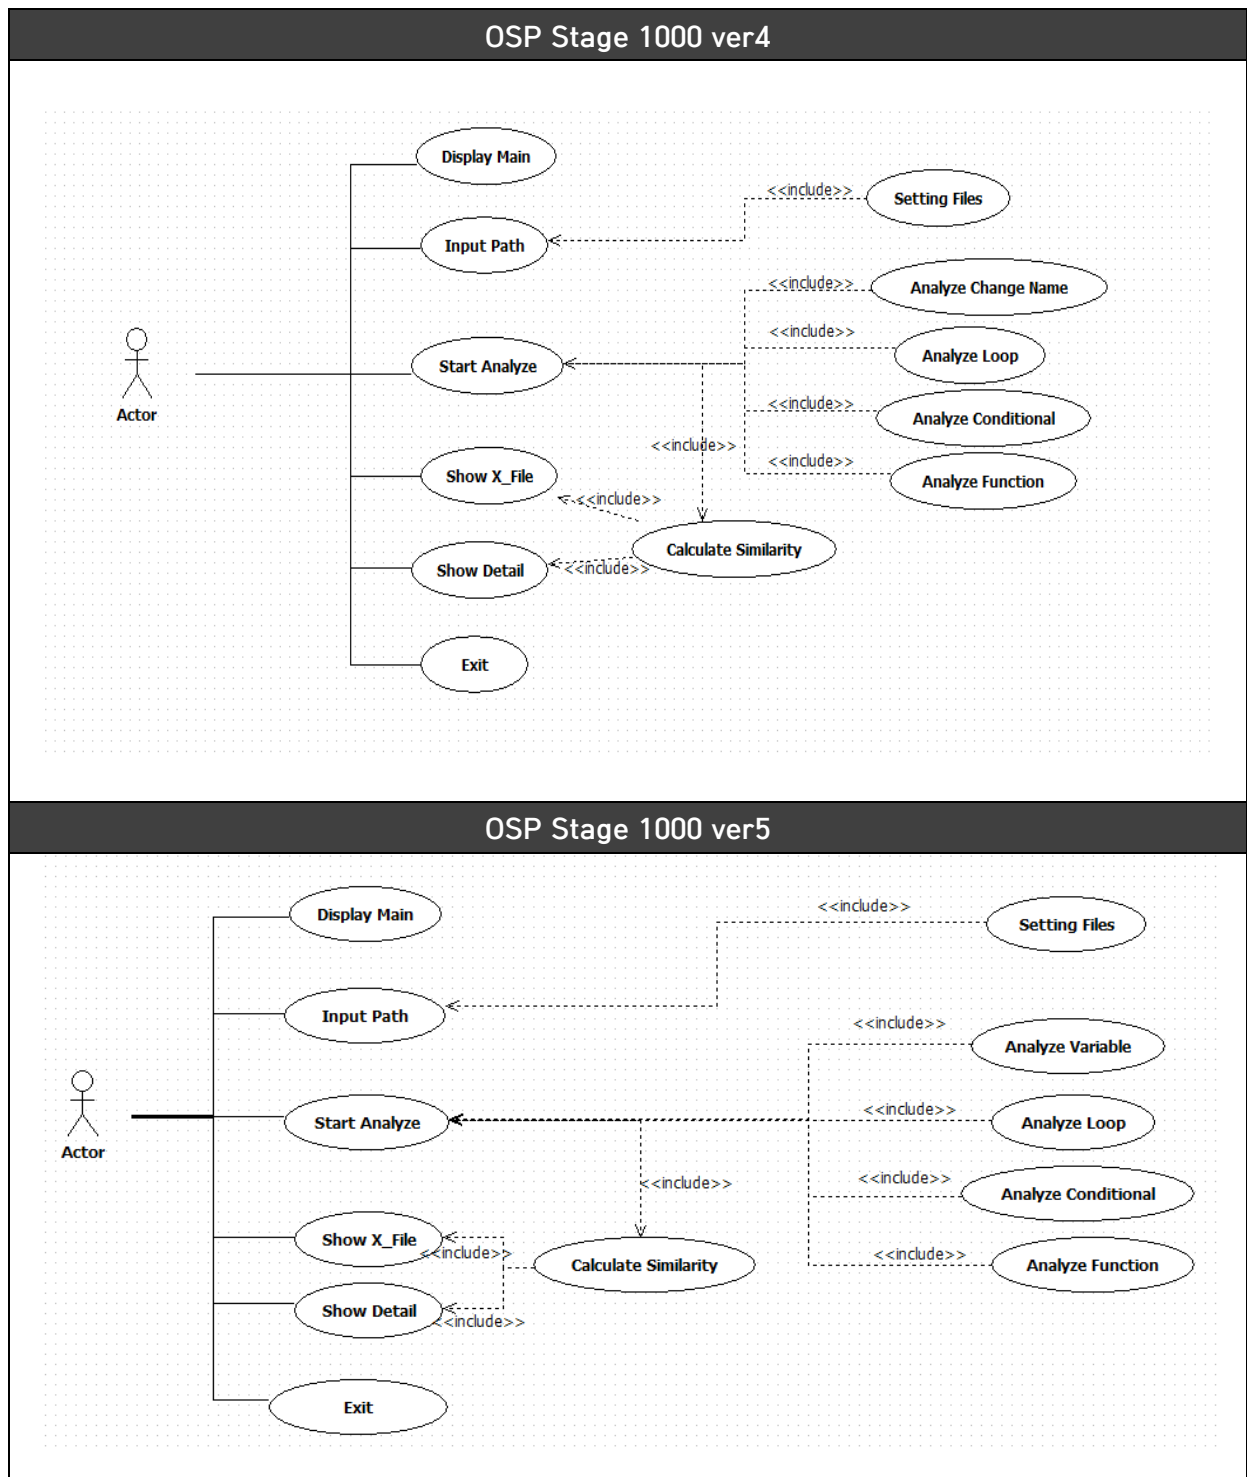 OSP Stage 1000 ver4
Display Main
<<include>>
Setting Files
Input Path
<<include>>
Analyze Change Name
<<include>>
Analyze Loop
Start Analyze
Actor
<<include>>
Analyze Conditional
<<include>>
<<include>>
Analyze Function
Show X_File
<<include>>
Calculate Similarity
Show Detail
<<include>>
Exit
OSP Stage 1000 ver5
Display Main
<<include>>
Setting Files
Input Path
<<include>>
Analyze Variable
Start Analyze
<<include>>
Analyze Loop
Actor
<<include>>
<<include>>
Analyze Conditional
Show X_File
<<include>>
Calculate Similarity
<<include>>
Analyze Function
Show Detail
<<include>>
Exit